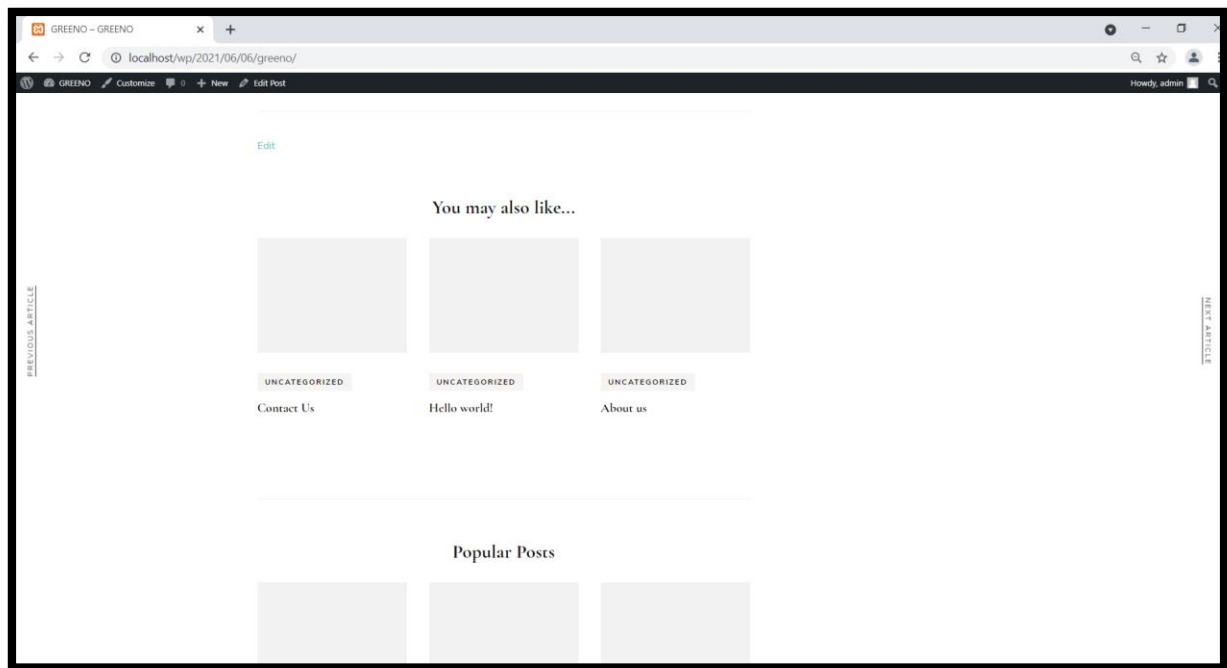 GREENO – GREENO
localhost/wp/2021/06/06/greeno/
GREENO Customize 0 + New Edit Post Howdy, admin
Edit
You may also like...
PREVIOUS ARTICLE
NEXT ARTICLE
UNCATEGORIZED UNCATEGORIZED UNCATEGORIZED
Contact Us Hello world! About us
Popular Posts